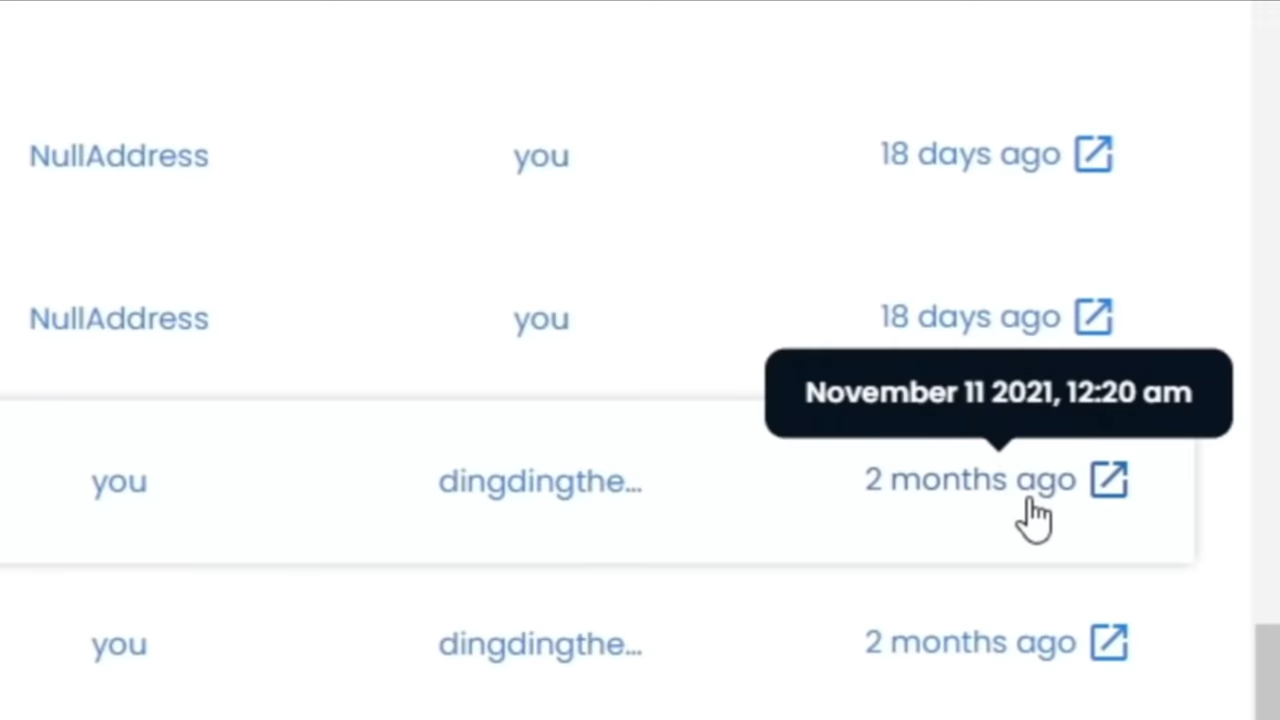 NullAddress you 18 days ago
NullAddress you 18 days ago
November 11 2021, 12:20 am
you dingdingthe... 2 months ago
you dingdingthe... 2 months ago